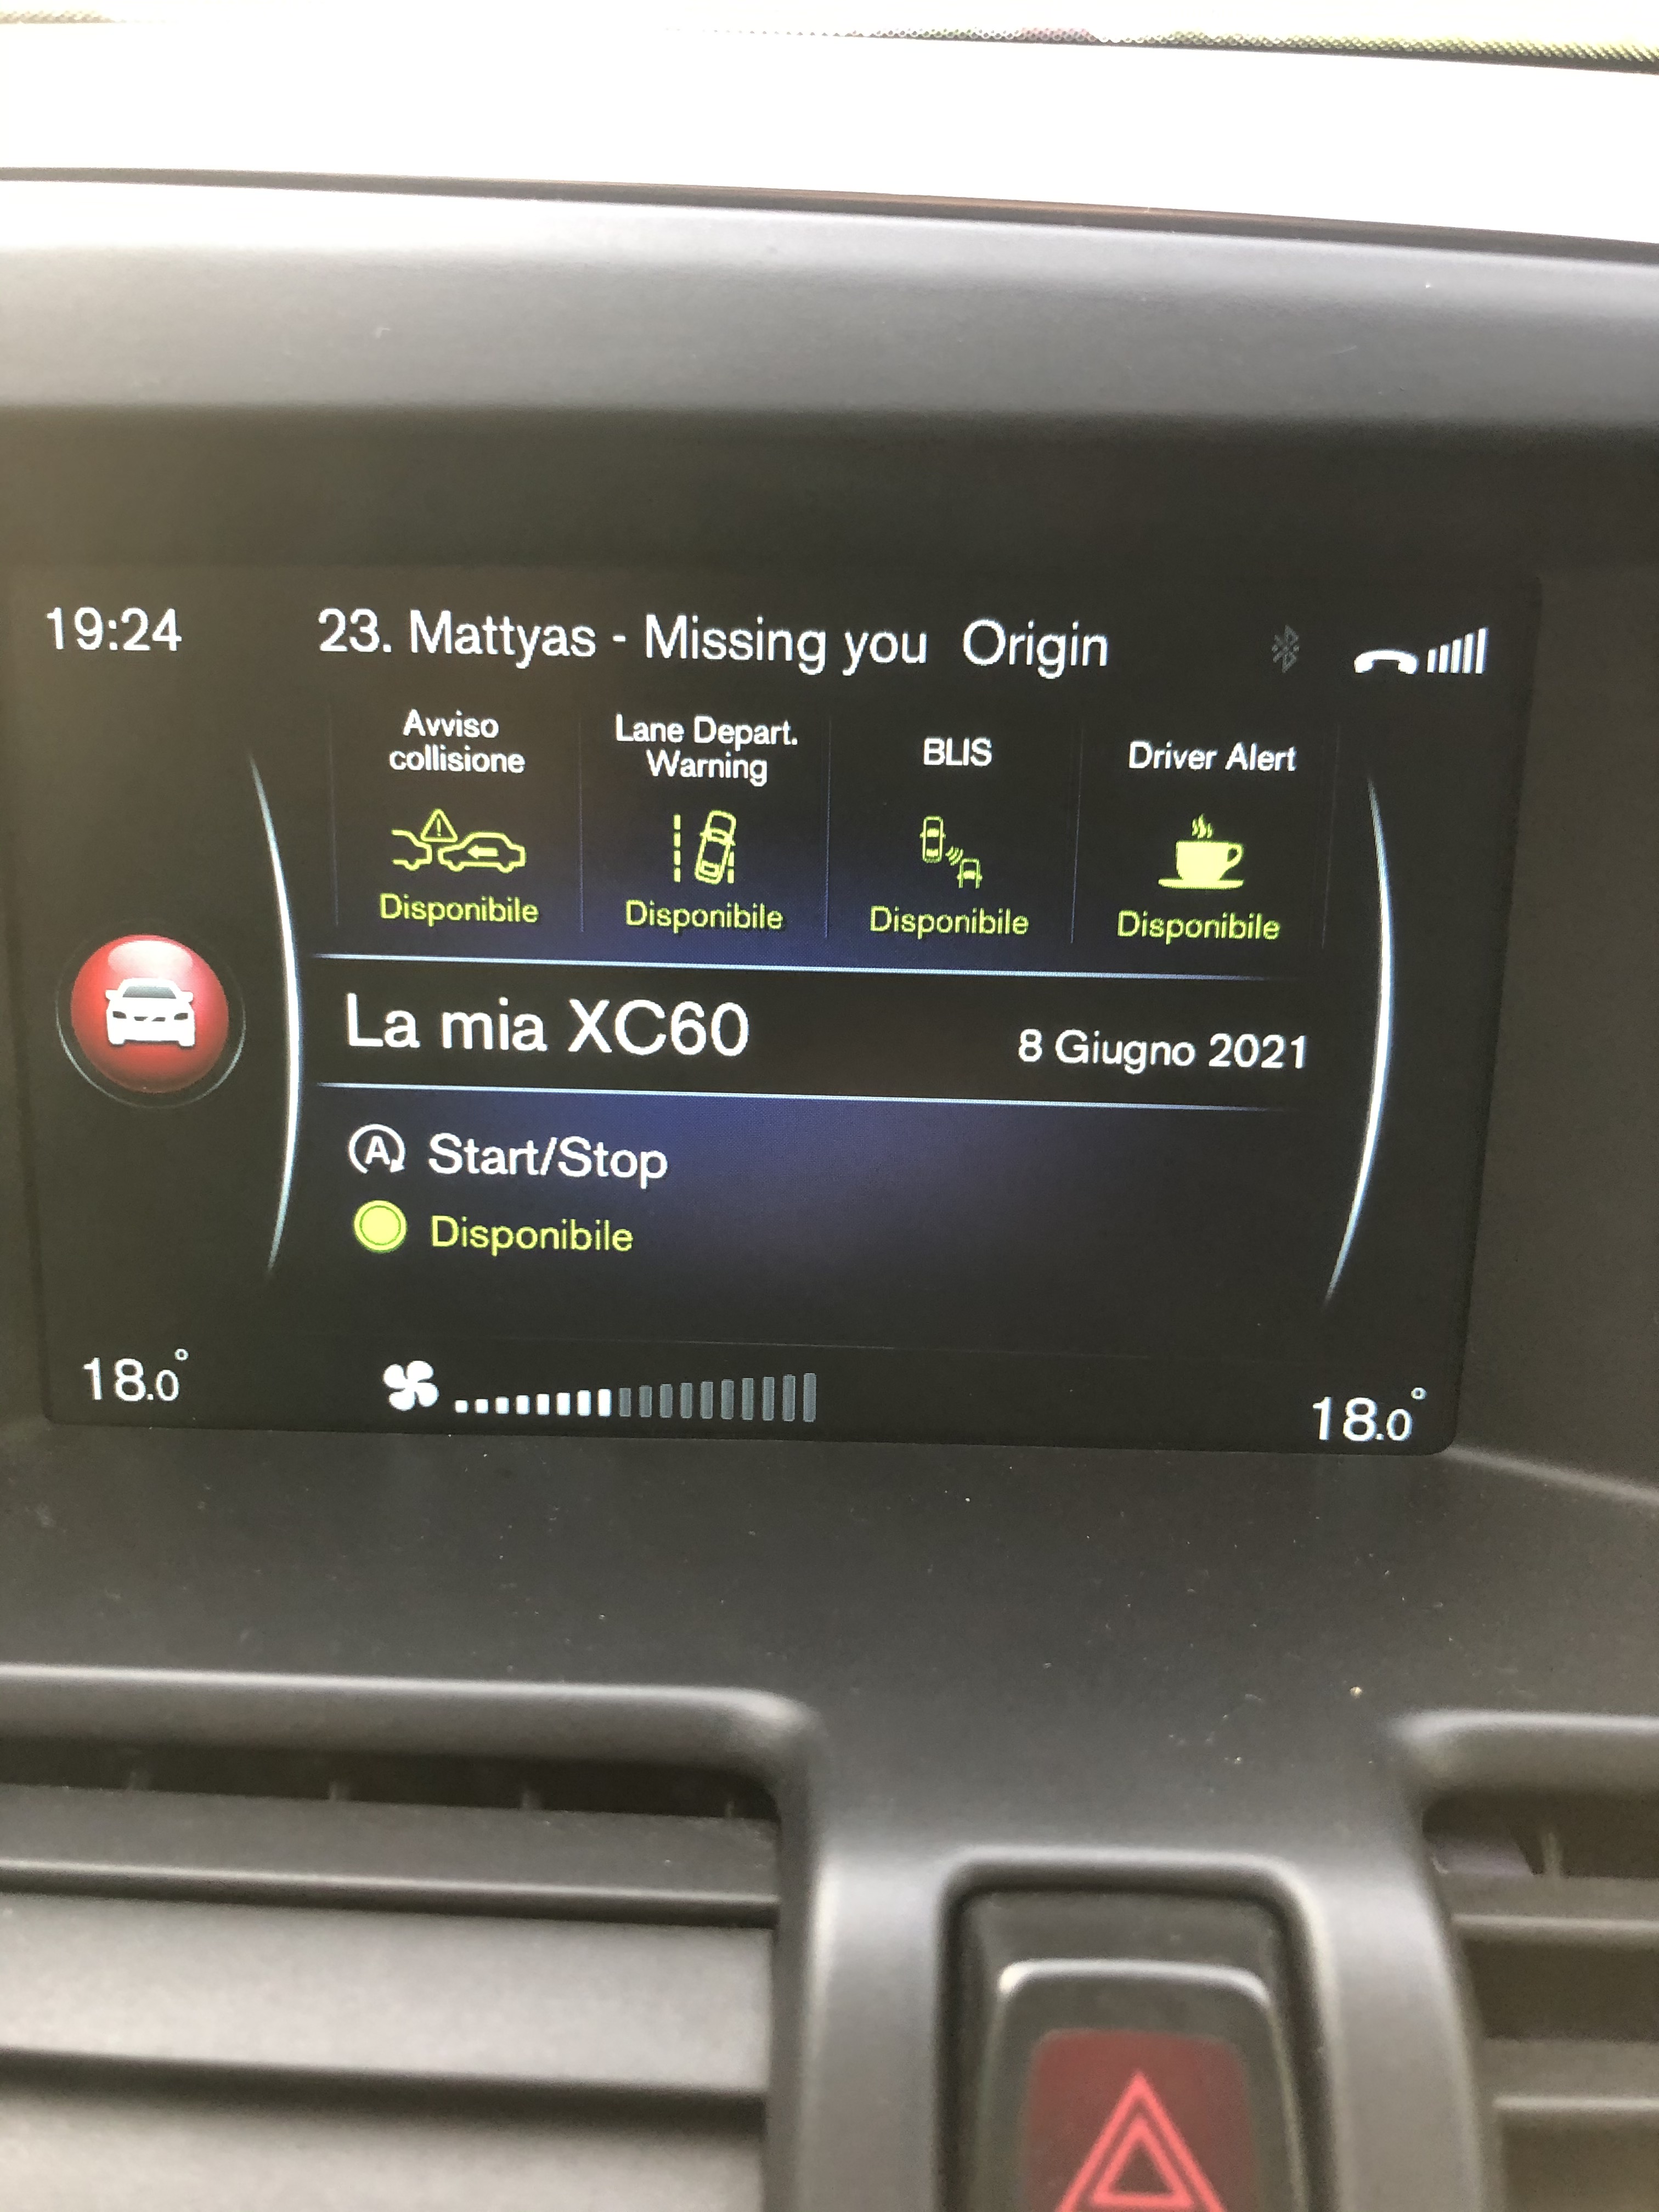 19:24
23. Mattyas - Missing you  Origin
Avviso
collisione
Lane Depart.
Warning
BLIS
Driver Alert
Disponibile
Disponibile
Disponibile
Disponibile
La mia XC60
8 Giugno 2021
A
Start/Stop
Disponibile
18.0°
18.0°